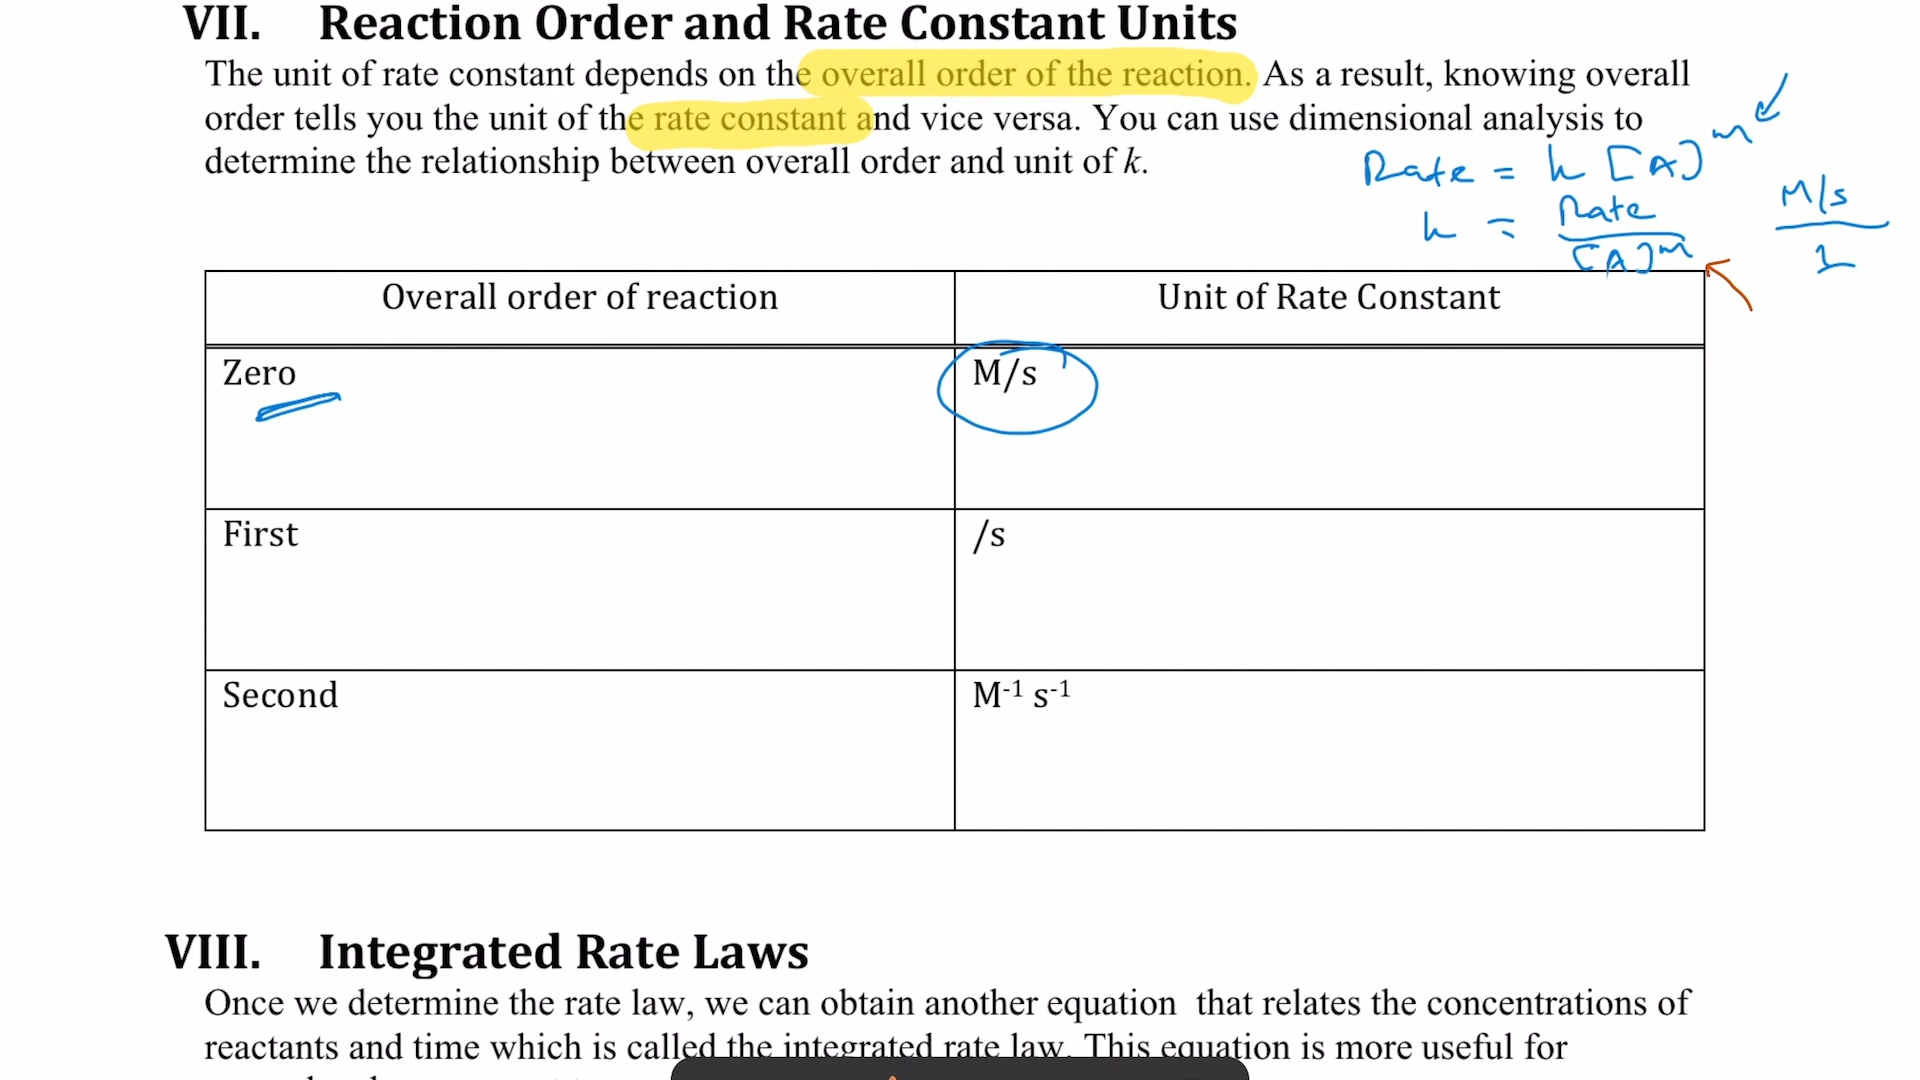 VII. Reaction Order and Rate Constant Units
The unit of rate constant depends on the overall order of the reaction. As a result, knowing overall
order tells you the unit of the rate constant and vice versa. You can use dimensional analysis to
determine the relationship between overall order and unit of k.
Rate = k [A]^m
k = Rate / [A]^m
M/s
1
Overall order of reaction Unit of Rate Constant
Zero M/s
First /s
Second M⁻¹ s⁻¹
VIII. Integrated Rate Laws
Once we determine the rate law, we can obtain another equation that relates the concentrations of
reactants and time which is called the integrated rate law. This equation is more useful for